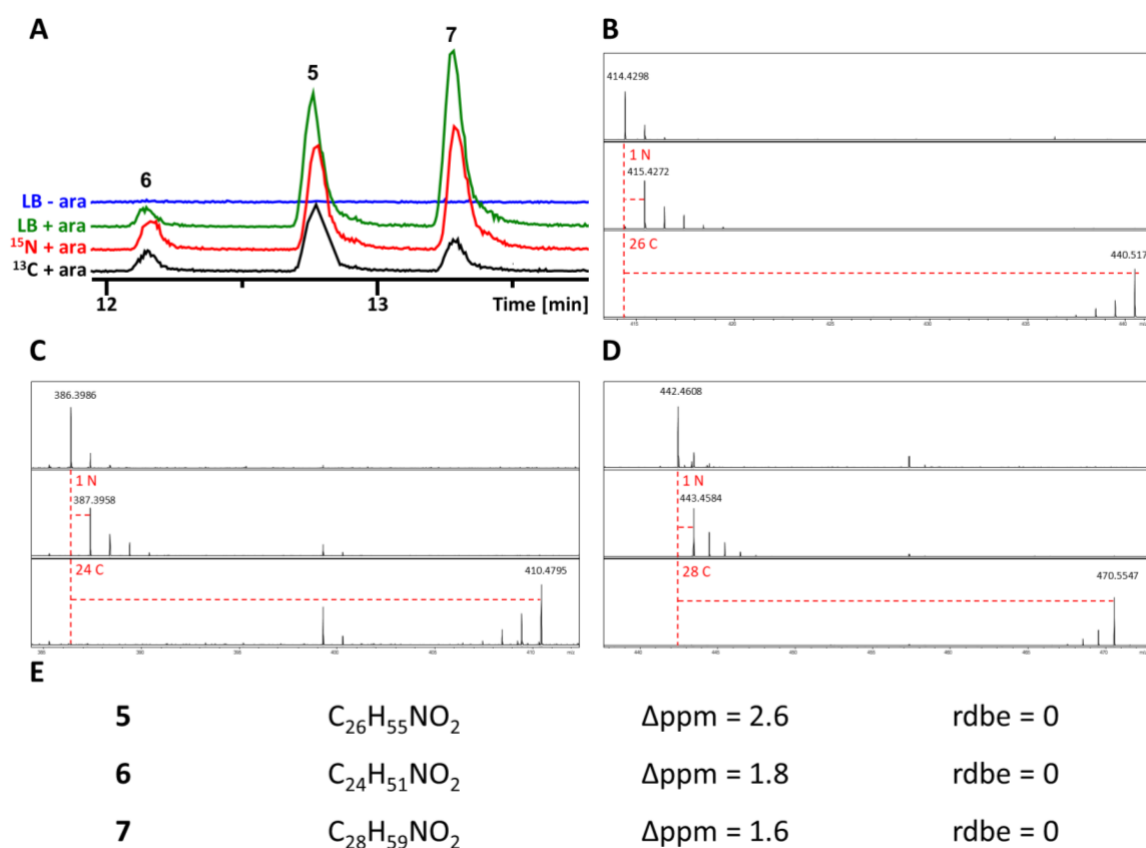 A
7
5
6
LB - ara
LB + ara
15N + ara
13C + ara
12
13
Time [min]
B
414.4298
1 N
415.4272
26 C
440.517
C
386.3986
1 N
387.3958
24 C
410.4795
D
442.4608
1 N
443.4584
28 C
470.5547
E
5 C26H55NO2 Δppm = 2.6 rdbe = 0
6 C24H51NO2 Δppm = 1.8 rdbe = 0
7 C28H59NO2 Δppm = 1.6 rdbe = 0